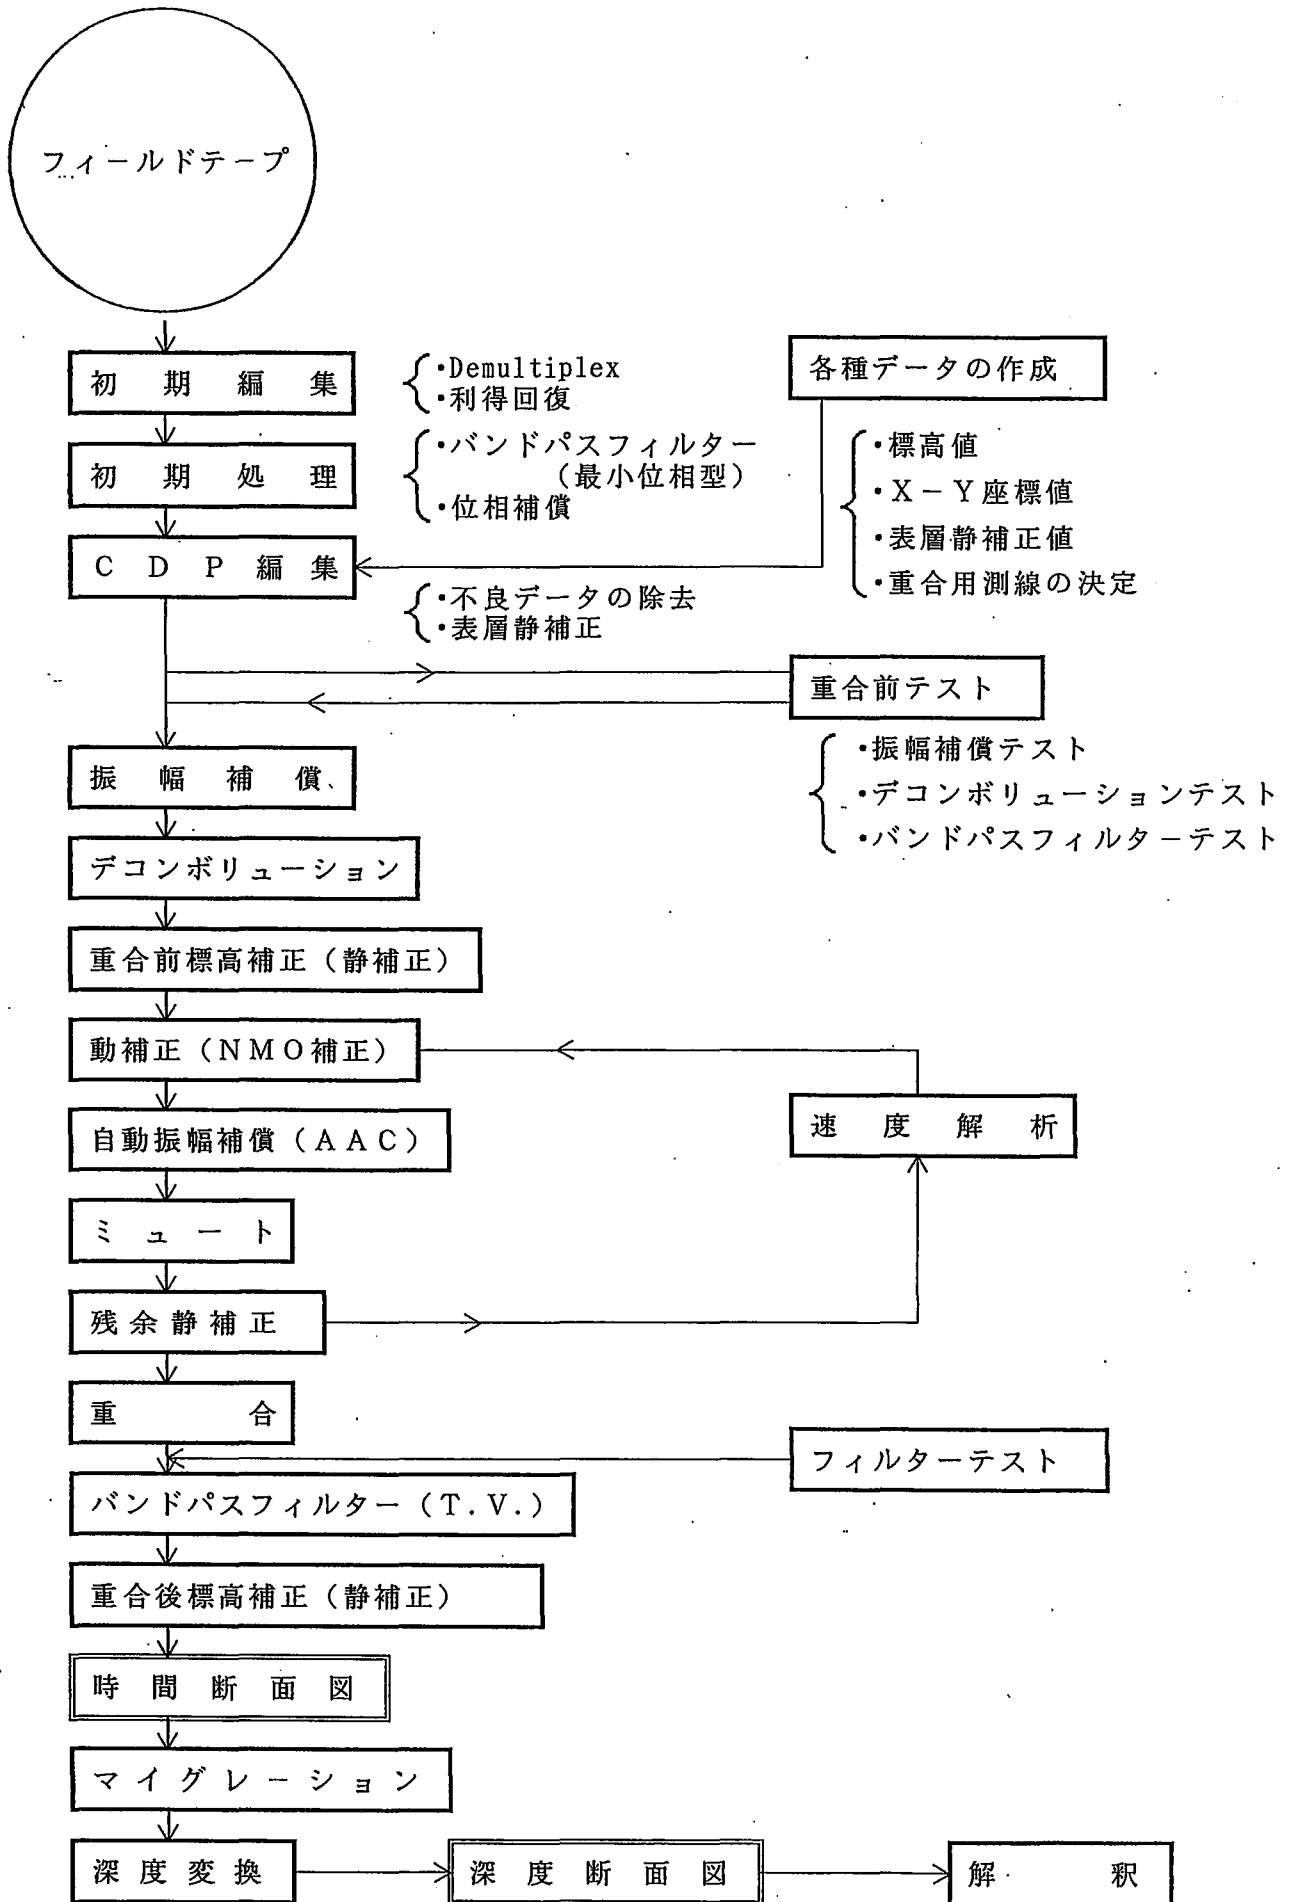 フィールドテープ
初期編集
・Demultiplex
・利得回復
各種データの作成
・標高値
・X－Y座標値
・表層静補正値
・重合用測線の決定
初期処理
・バンドパスフィルター
（最小位相型）
・位相補償
CDP編集
・不良データの除去
・表層静補正
重合前テスト
・振幅補償テスト
・デコンボリューションテスト
・バンドパスフィルターテスト
振幅補償
デコンボリューション
重合前標高補正（静補正）
動補正（NMO補正）
速度解析
自動振幅補償（AAC）
ミュート
残余静補正
重合
フィルターテスト
バンドパスフィルター（T.V.）
重合後標高補正（静補正）
時間断面図
マイグレーション
深度変換
深度断面図
解釈